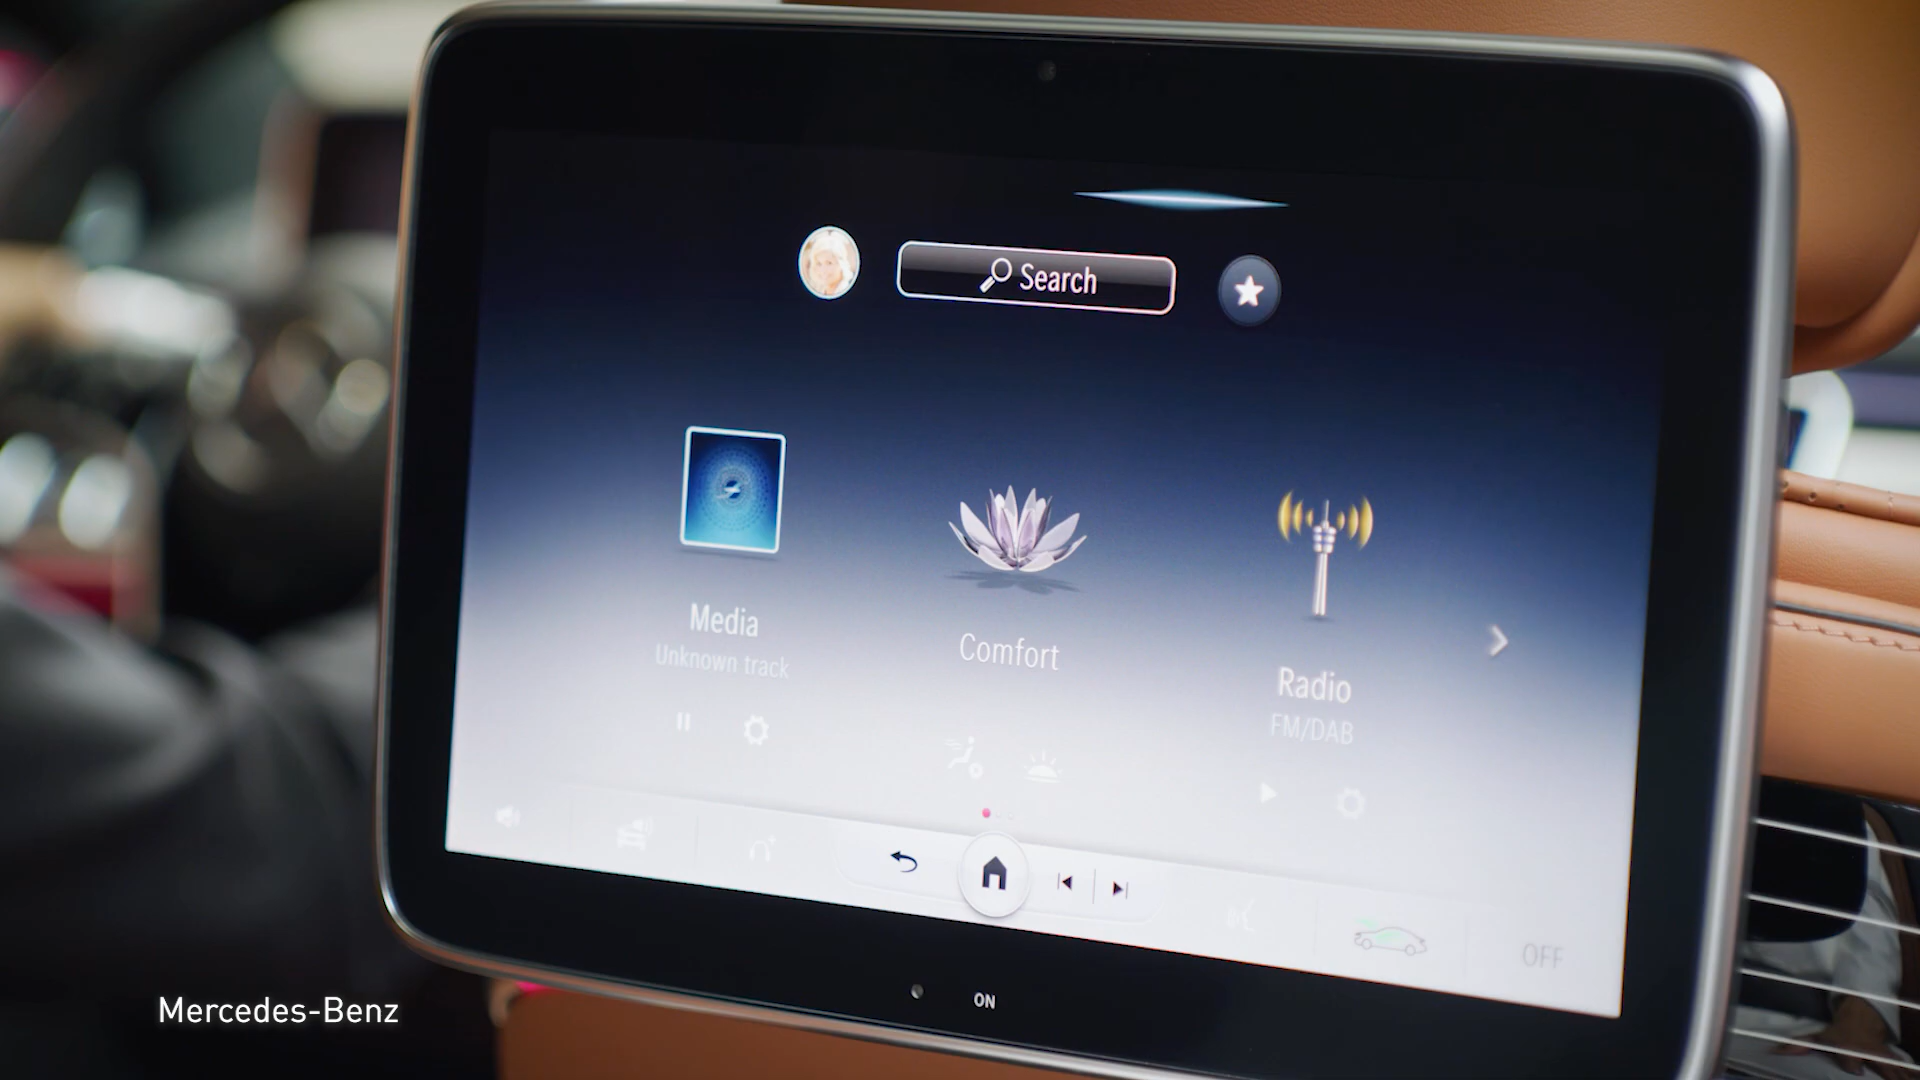 Search
Media
Unknown track
Comfort
Radio
FM/DAB
OFF
ON
Mercedes-Benz